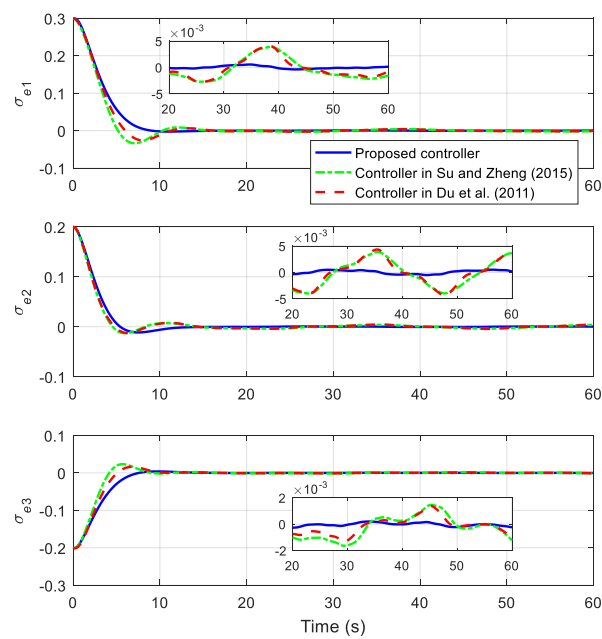 0.3
0.2
0.1
0
-0.1
σe1
×10-3
5
0
-5
20 30 40 50 60
0 10 20 30 40 50 60
Proposed controller
Controller in Su and Zheng (2015)
Controller in Du et al. (2011)
0.2
0.1
0
-0.1
σe2
×10-3
5
0
-5
20 30 40 50 60
0 10 20 30 40 50 60
0.1
0
-0.1
-0.2
-0.3
σe3
×10-3
2
0
-2
20 30 40 50 60
0 10 20 30 40 50 60
Time (s)